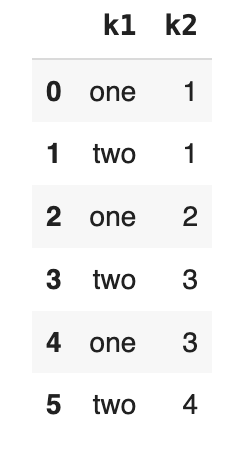 k1 k2
0 one 1
1 two 1
2 one 2
3 two 3
4 one 3
5 two 4